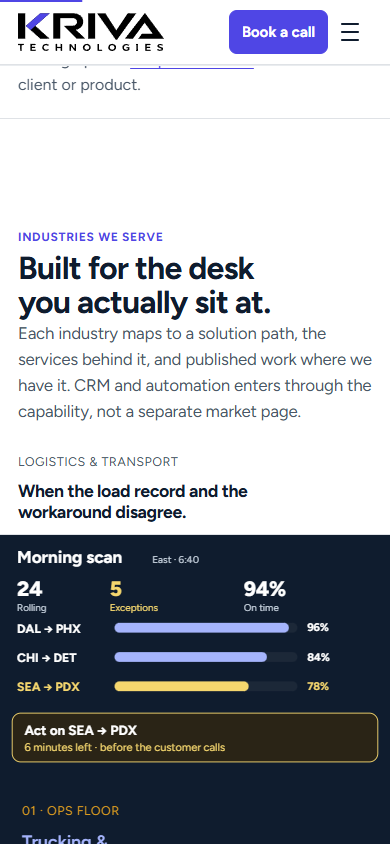 KRIVA
TECHNOLOGIES
Book a call
client or product.
INDUSTRIES WE SERVE
Built for the desk
you actually sit at.
Each industry maps to a solution path, the
services behind it, and published work where we
have it. CRM and automation enters through the
capability, not a separate market page.
LOGISTICS & TRANSPORT
When the load record and the
workaround disagree.
Morning scan East · 6:40
24 5 94%
Rolling Exceptions On time
DAL → PHX 96%
CHI → DET 84%
SEA → PDX 78%
Act on SEA → PDX
6 minutes left · before the customer calls
01 · OPS FLOOR
Trucking &